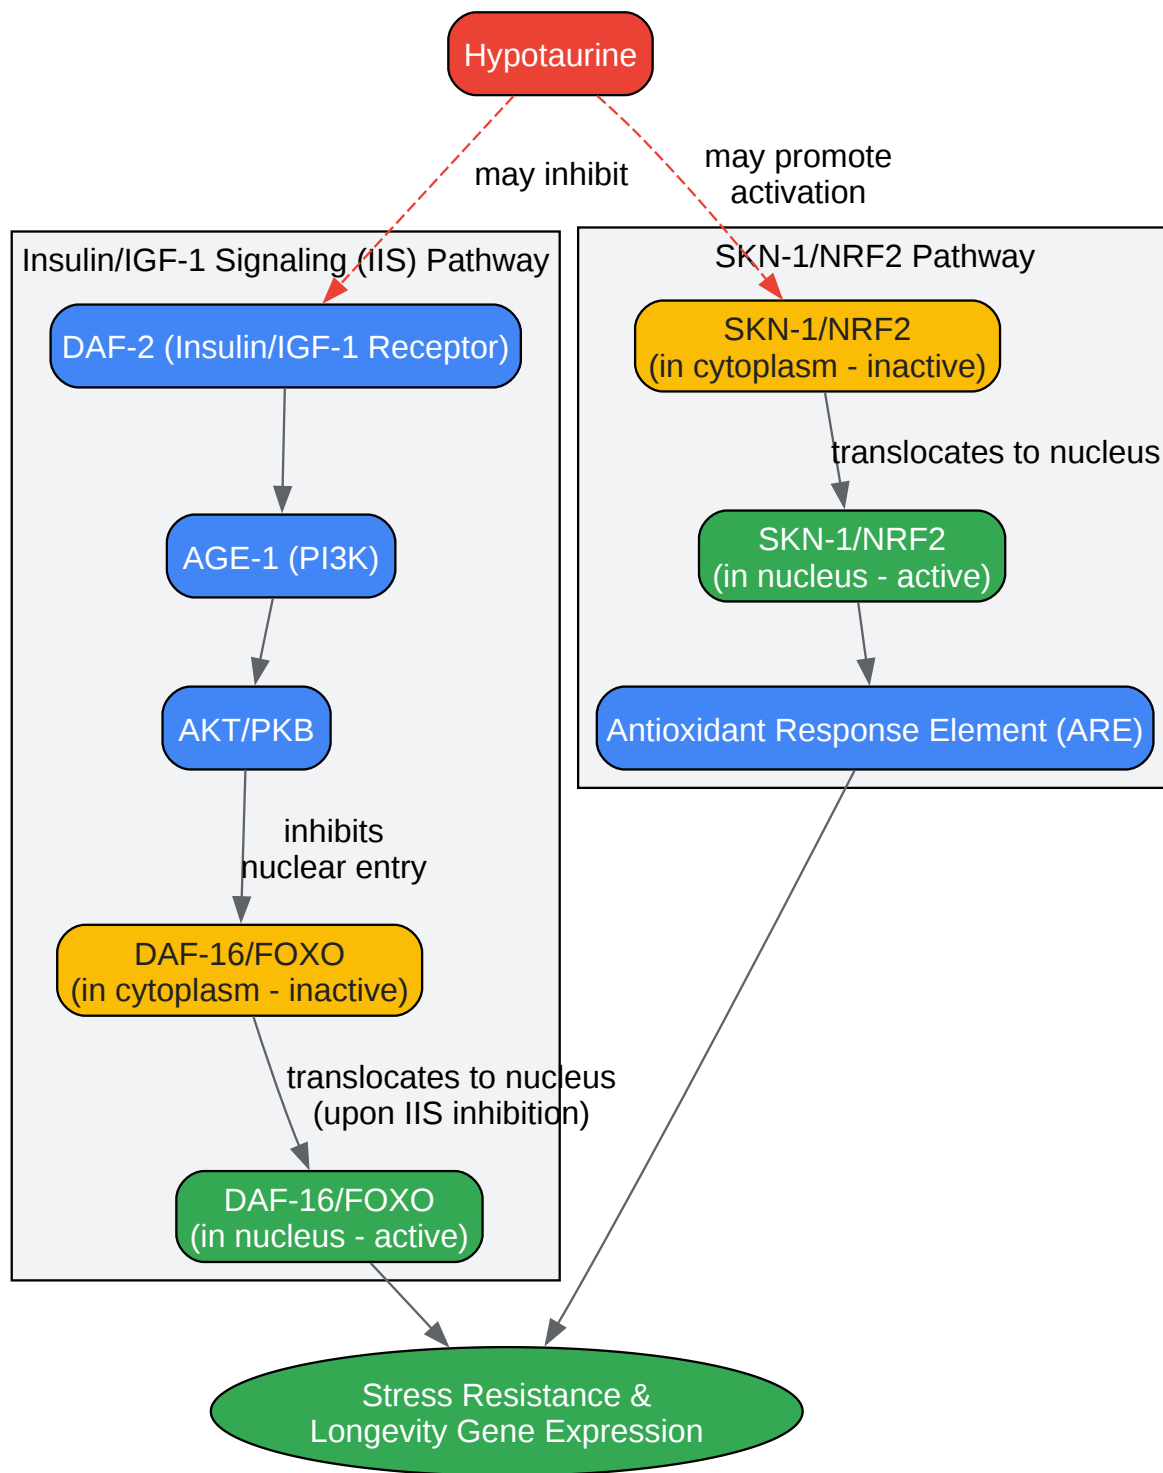 Hypotaurine
may inhibit
may promote
activation
Insulin/IGF-1 Signaling (IIS) Pathway
DAF-2 (Insulin/IGF-1 Receptor)
AGE-1 (PI3K)
AKT/PKB
inhibits
nuclear entry
DAF-16/FOXO
(in cytoplasm - inactive)
translocates to nucleus
(upon IIS inhibition)
DAF-16/FOXO
(in nucleus - active)
SKN-1/NRF2 Pathway
SKN-1/NRF2
(in cytoplasm - inactive)
translocates to nucleus
SKN-1/NRF2
(in nucleus - active)
Antioxidant Response Element (ARE)
Stress Resistance &
Longevity Gene Expression